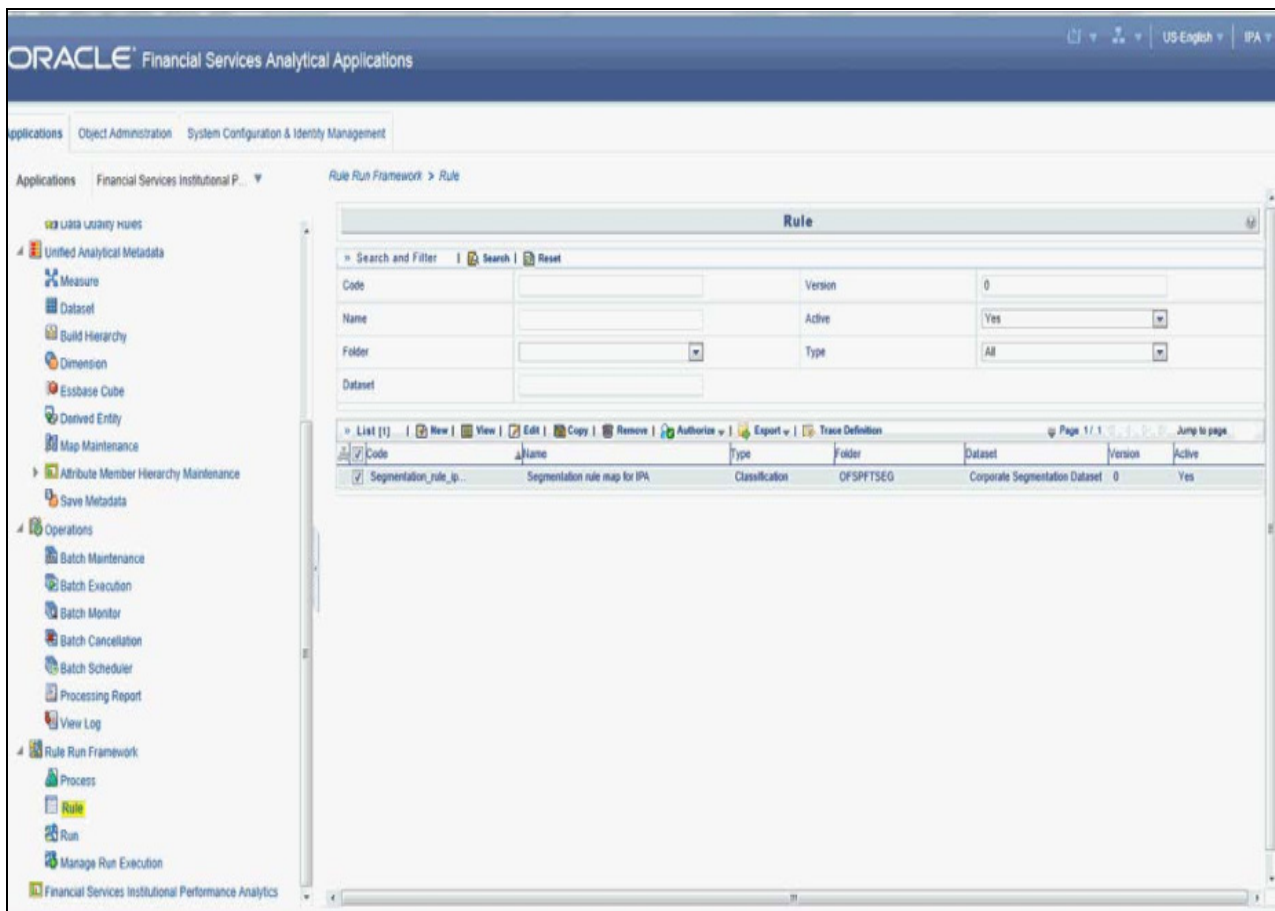 ORACLE Financial Services Analytical Applications
US-English
IPA
Applications Object Administration System Configuration & Identity Management
Applications Financial Services Institutional P...
Rule Run Framework > Rule
Data Quality Rules
Unified Analytical Metadata
Measure
Dataset
Build Hierarchy
Dimension
Essbase Cube
Derived Entity
Map Maintenance
Attribute Member Hierarchy Maintenance
Save Metadata
Operations
Batch Maintenance
Batch Execution
Batch Monitor
Batch Cancellation
Batch Scheduler
Processing Report
View Log
Rule Run Framework
Process
Rule
Run
Manage Run Execution
Financial Services Institutional Performance Analytics
Rule
» Search and Filter | Search | Reset
Code Version 0
Name Active Yes
Folder Type All
Dataset
» List [1] | New | View | Edit | Copy | Remove | Authorize | Export | Trace Definition Page 1/ 1 Jump to page
Code Name Type Folder Dataset Version Active
Segmentation_rule_ip... Segmentation rule map for IPA Classification OFSPFTSEG Corporate Segmentation Dataset 0 Yes